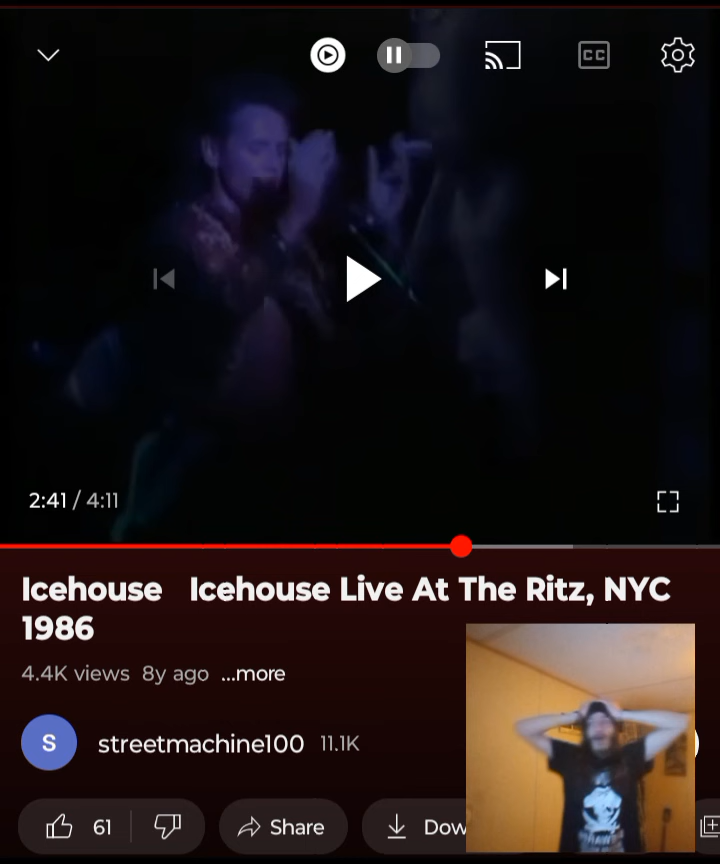 CC
2:41 / 4:11
Icehouse Icehouse Live At The Ritz, NYC
1986
4.4K views 8y ago ...more
S streetmachine100 11.1K
61 Share Dow